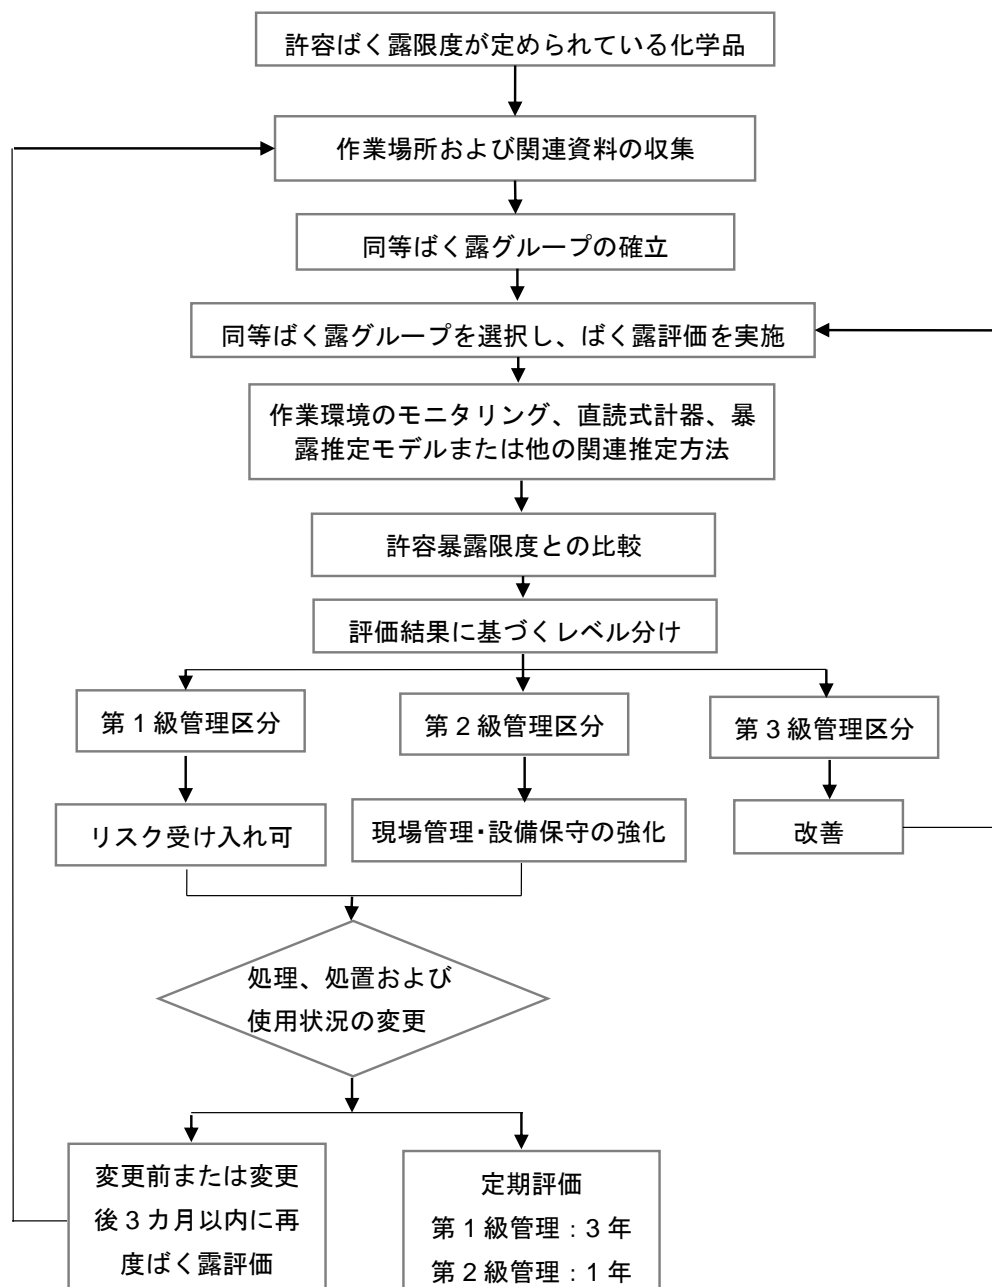 許容ばく露限度が定められている化学品
作業場所および関連資料の収集
同等ばく露グループの確立
同等ばく露グループを選択し、ばく露評価を実施
作業環境のモニタリング、直読式計器、暴
露推定モデルまたは他の関連推定方法
許容暴露限度との比較
評価結果に基づくレベル分け
第1級管理区分
第2級管理区分
第3級管理区分
リスク受け入れ可
現場管理・設備保守の強化
改善
処理、処置および
使用状況の変更
変更前または変更
後3カ月以内に再
度ばく露評価
定期評価
第1級管理：3年
第2級管理：1年